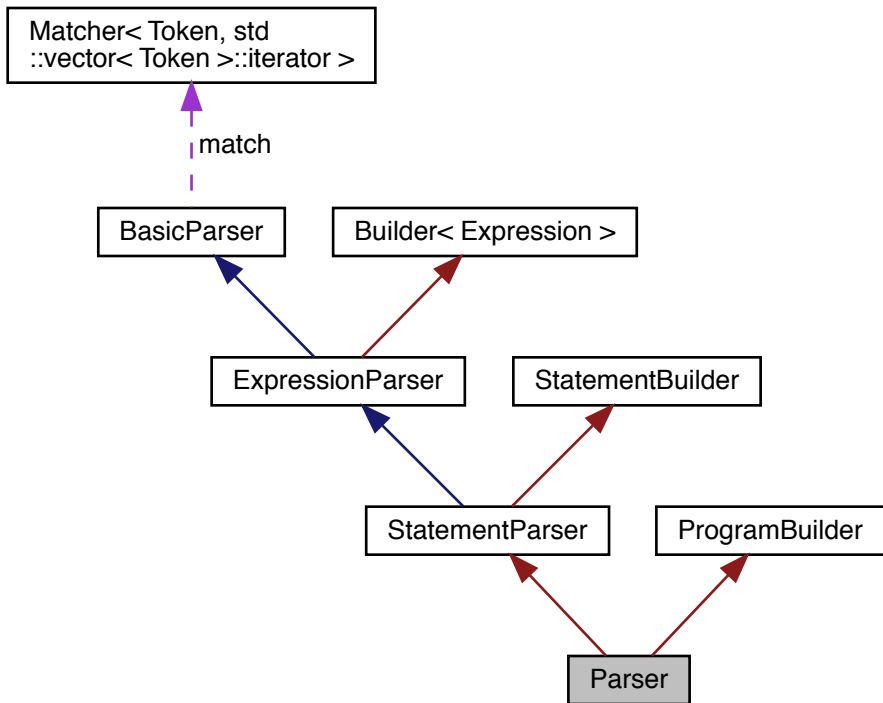 Matcher< Token, std
::vector< Token >::iterator >
match
BasicParser
Builder< Expression >
ExpressionParser
StatementBuilder
StatementParser
ProgramBuilder
Parser